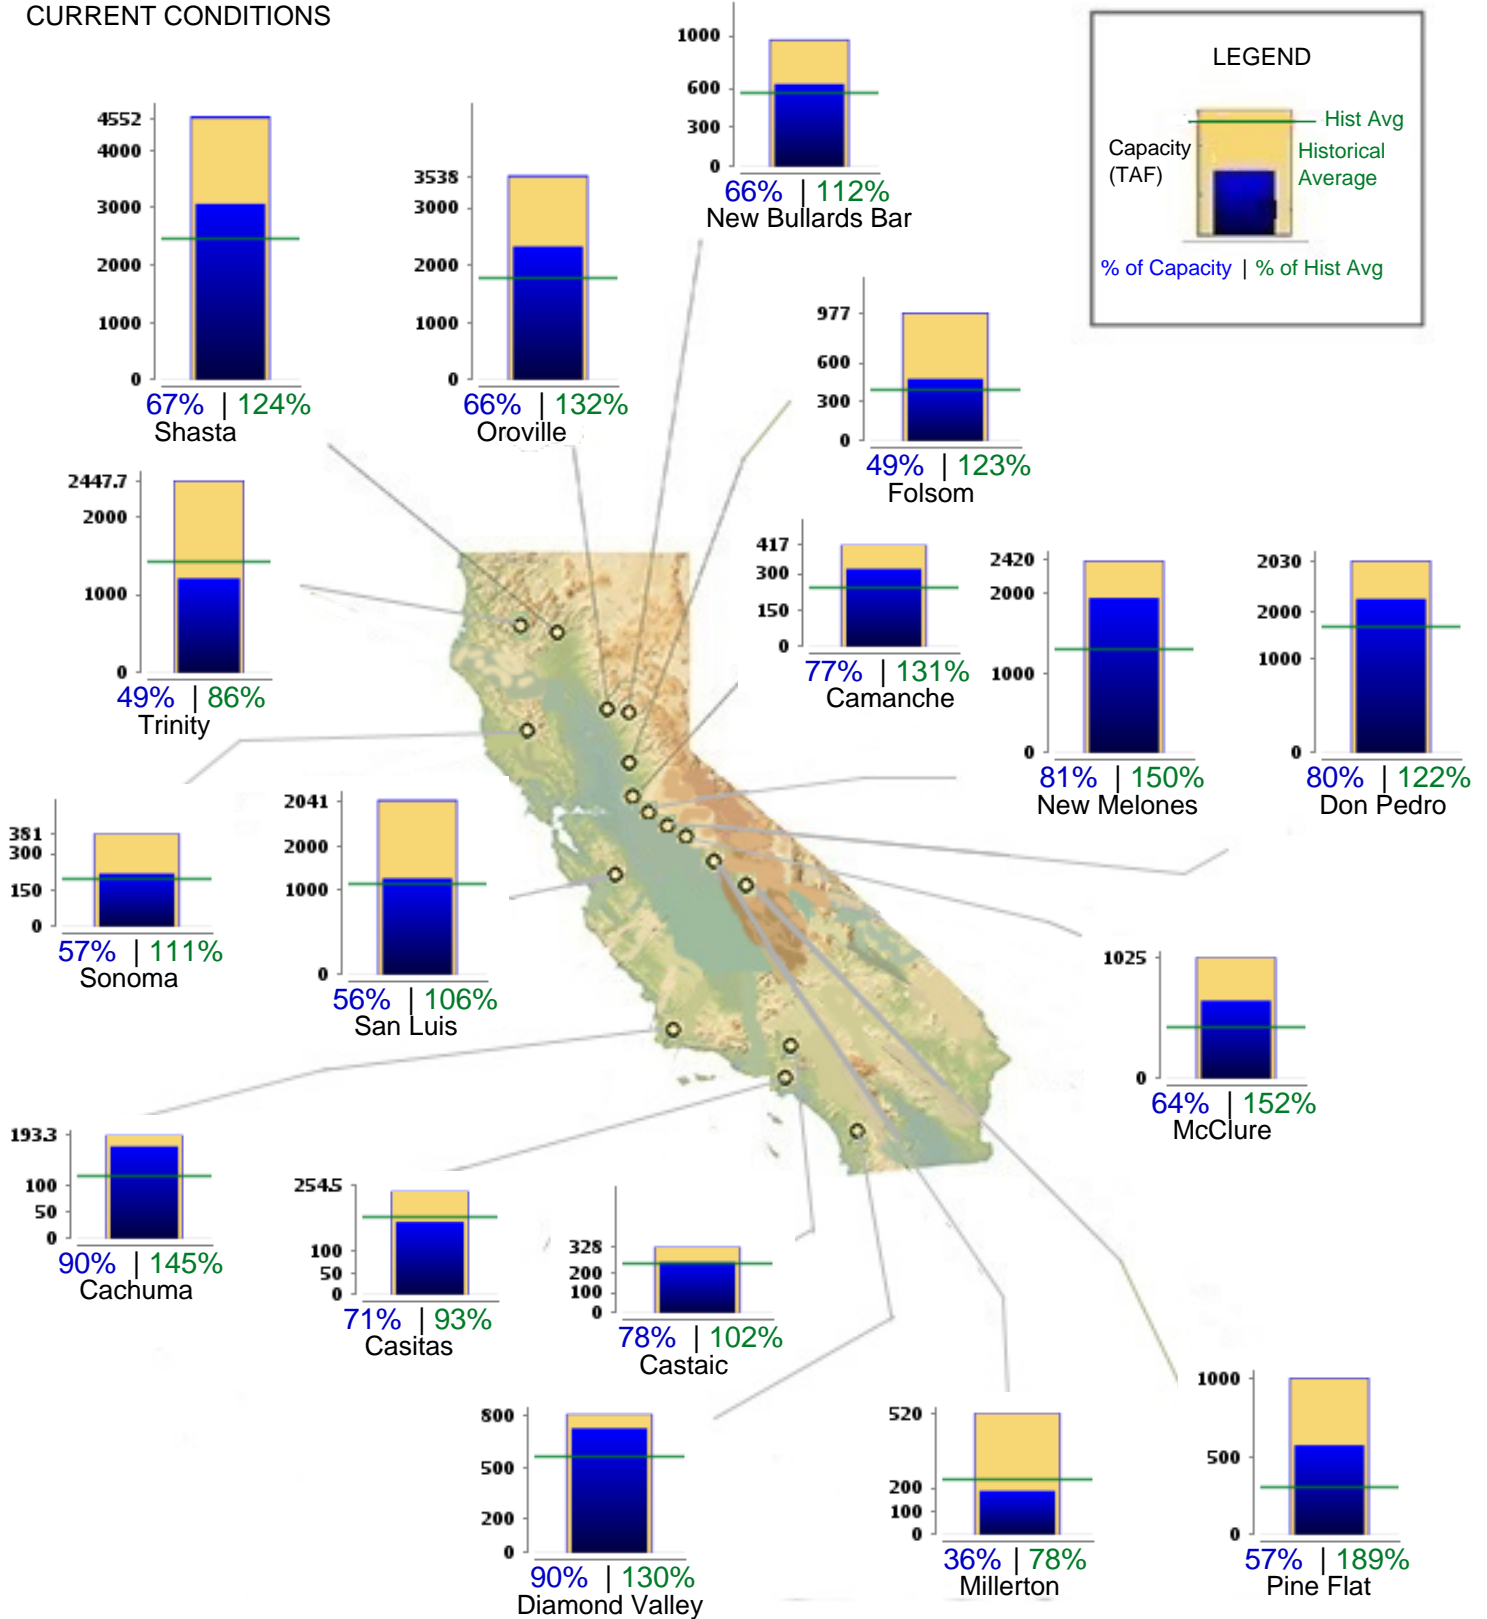 CURRENT CONDITIONS
LEGEND
Hist Avg
Capacity
(TAF)
Historical
Average
% of Capacity | % of Hist Avg
1000
600
300
0
66% | 112%
New Bullards Bar
4552
4000
3000
2000
1000
0
67% | 124%
Shasta
3538
3000
2000
1000
0
66% | 132%
Oroville
977
600
300
0
49% | 123%
Folsom
2447.7
2000
1000
0
49% | 86%
Trinity
417
300
150
0
77% | 131%
Camanche
2420
2000
1000
0
81% | 150%
New Melones
2030
2000
1000
0
80% | 122%
Don Pedro
381
300
150
0
57% | 111%
Sonoma
2041
2000
1000
0
56% | 106%
San Luis
1025
0
64% | 152%
McClure
193.3
100
50
0
90% | 145%
Cachuma
254.5
100
50
0
71% | 93%
Casitas
328
200
100
0
78% | 102%
Castaic
800
500
200
0
90% | 130%
Diamond Valley
520
200
100
0
36% | 78%
Millerton
1000
500
0
57% | 189%
Pine Flat